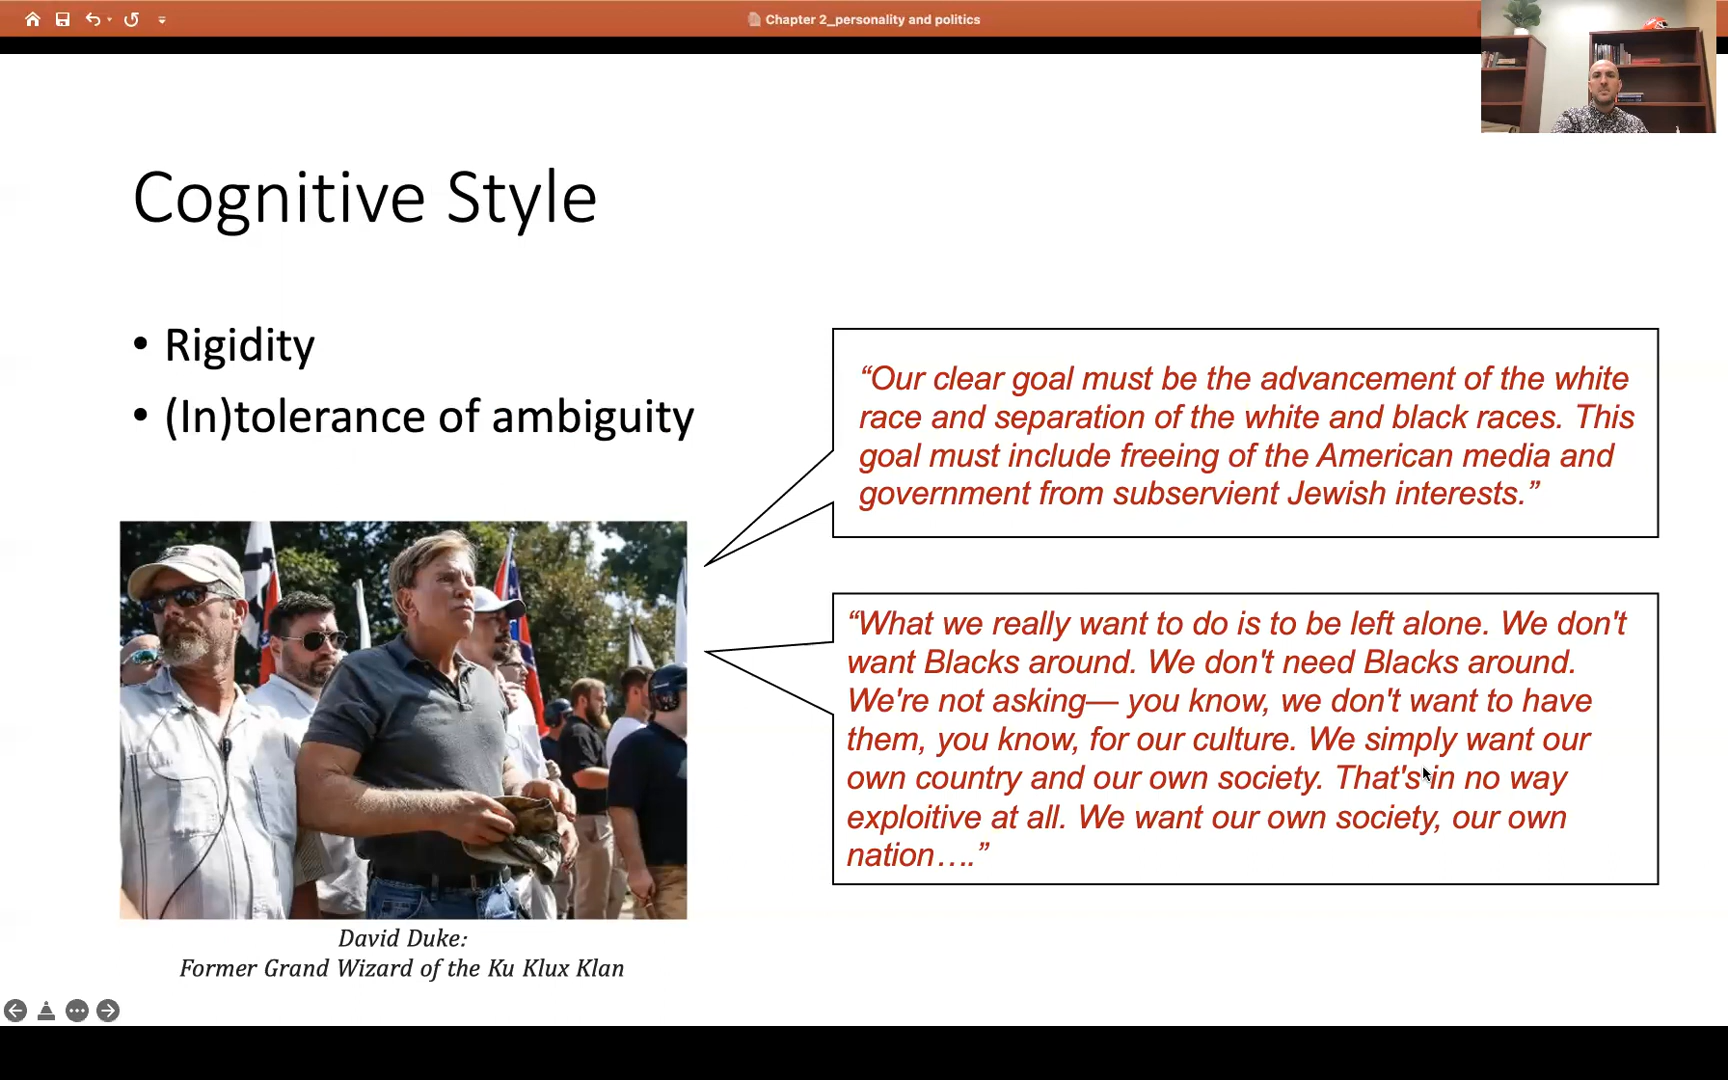 Chapter 2_personality and politics
Cognitive Style
• Rigidity
• (In)tolerance of ambiguity
“Our clear goal must be the advancement of the white
race and separation of the white and black races. This
goal must include freeing of the American media and
government from subservient Jewish interests.”
“What we really want to do is to be left alone. We don't
want Blacks around. We don't need Blacks around.
We're not asking— you know, we don't want to have
them, you know, for our culture. We simply want our
own country and our own society. That's in no way
exploitive at all. We want our own society, our own
nation….”
David Duke:
Former Grand Wizard of the Ku Klux Klan